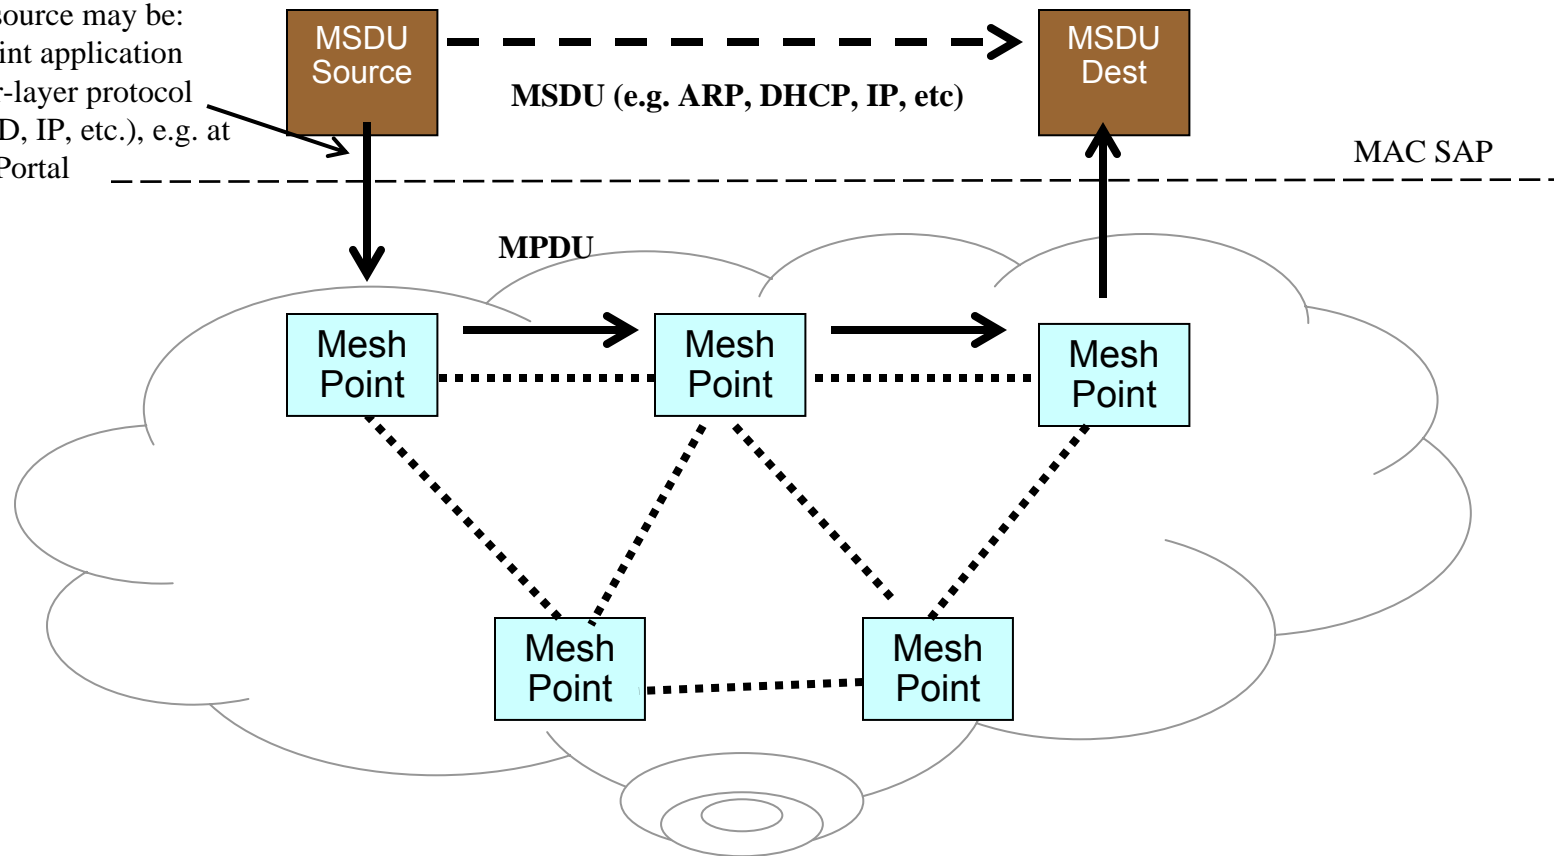 source may be:
int application
r-layer protocol
D, IP, etc.), e.g. at
Portal
MSDU
Source
MSDU (e.g. ARP, DHCP, IP, etc)
MSDU
Dest
MAC SAP
MPDU
Mesh
Point
Mesh
Point
Mesh
Point
Mesh
Point
Mesh
Point